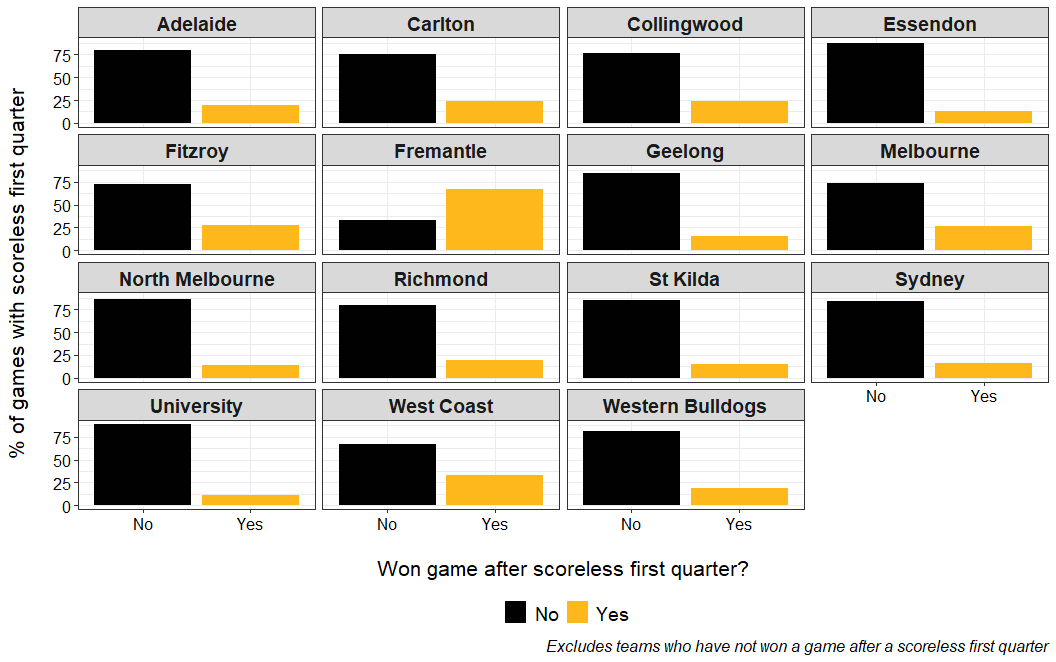 Adelaide Carlton Collingwood Essendon
75
50
25
0
Fitzroy Fremantle Geelong Melbourne
75
50
25
0
North Melbourne Richmond St Kilda Sydney
75
50
25
0
No Yes
University West Coast Western Bulldogs
75
50
25
0
No Yes No Yes No Yes
% of games with scoreless first quarter
Won game after scoreless first quarter?
No Yes
Excludes teams who have not won a game after a scoreless first quarter